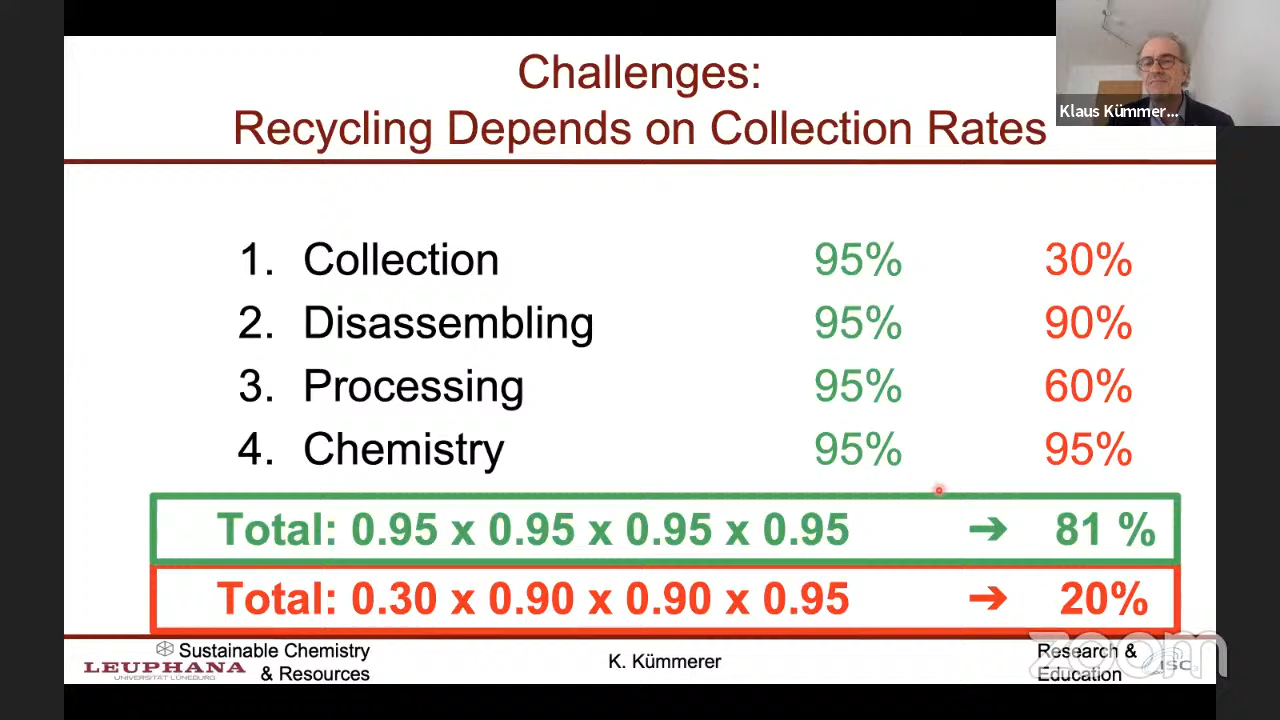 Challenges:
Recycling Depends on Collection Rates
Klaus Kümmer...
1. Collection 95% 30%
2. Disassembling 95% 90%
3. Processing 95% 60%
4. Chemistry 95% 95%
Total: 0.95 x 0.95 x 0.95 x 0.95 ➔ 81 %
Total: 0.30 x 0.90 x 0.90 x 0.95 ➔ 20%
Sustainable Chemistry
& Resources
LEUPHANA
UNIVERSITÄT LÜNEBURG
K. Kümmerer
Research &
Education
ISC
zoom